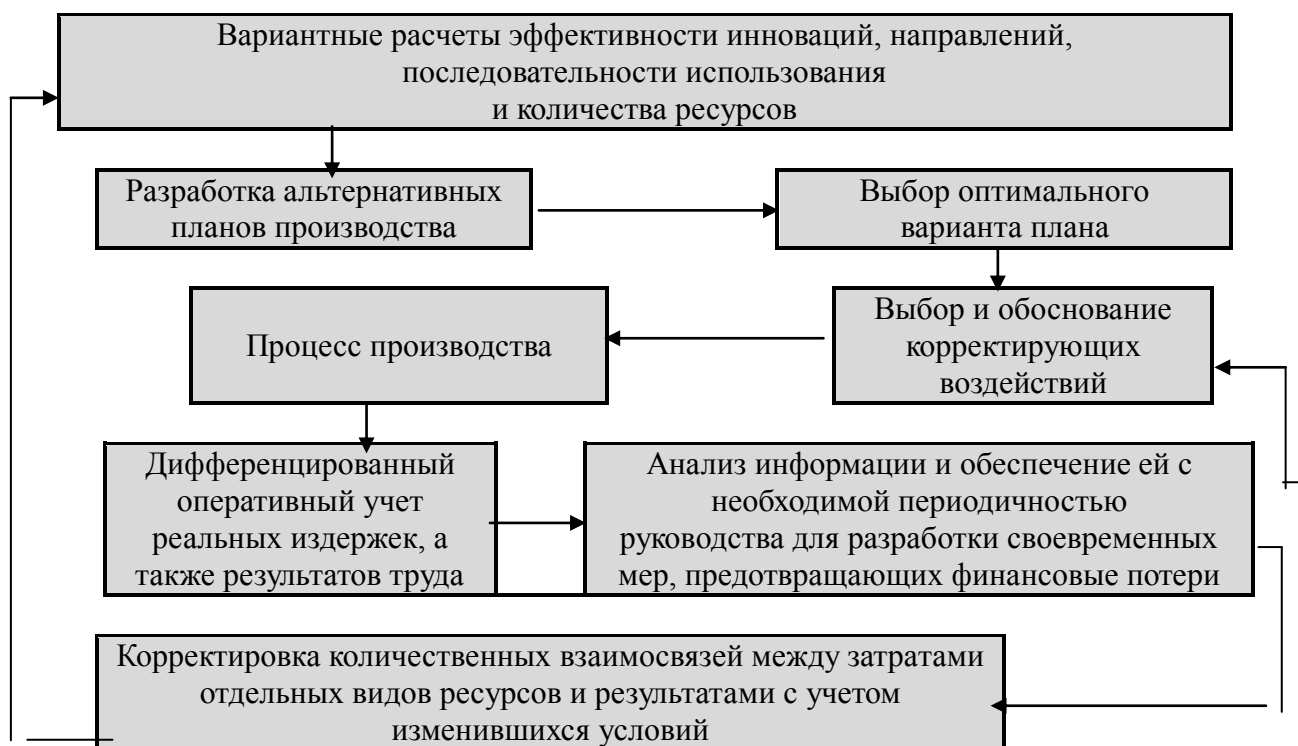 Вариантные расчеты эффективности инноваций, направлений,
последовательности использования
и количества ресурсов
Разработка альтернативных
планов производства
Выбор оптимального
варианта плана
Процесс производства
Выбор и обоснование
корректирующих
воздействий
Дифференцированный
оперативный учет
реальных издержек, а
также результатов труда
Анализ информации и обеспечение ей с
необходимой периодичностью
руководства для разработки своевременных
мер, предотвращающих финансовые потери
Корректировка количественных взаимосвязей между затратами
отдельных видов ресурсов и результатами с учетом
изменившихся условий